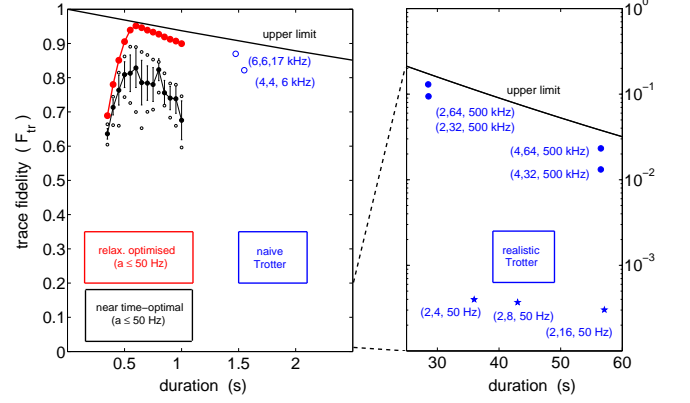 trace fidelity ( F_tr )
1
0.9
0.8
0.7
0.6
0.5
0.4
0.3
0.2
0.1
0
upper limit
(6,6,17 kHz)
(4,4, 6 kHz)
relax. optimised
(a ≤ 50 Hz)
naive
Trotter
near time−optimal
(a ≤ 50 Hz)
0.5
1
1.5
2
duration (s)
upper limit
(2,64, 500 kHz)
(2,32, 500 kHz)
(4,64, 500 kHz)
(4,32, 500 kHz)
realistic
Trotter
(2,4, 50 Hz)
(2,8, 50 Hz)
(2,16, 50 Hz)
10^0
10^−1
10^−2
10^−3
30
40
50
60
duration (s)